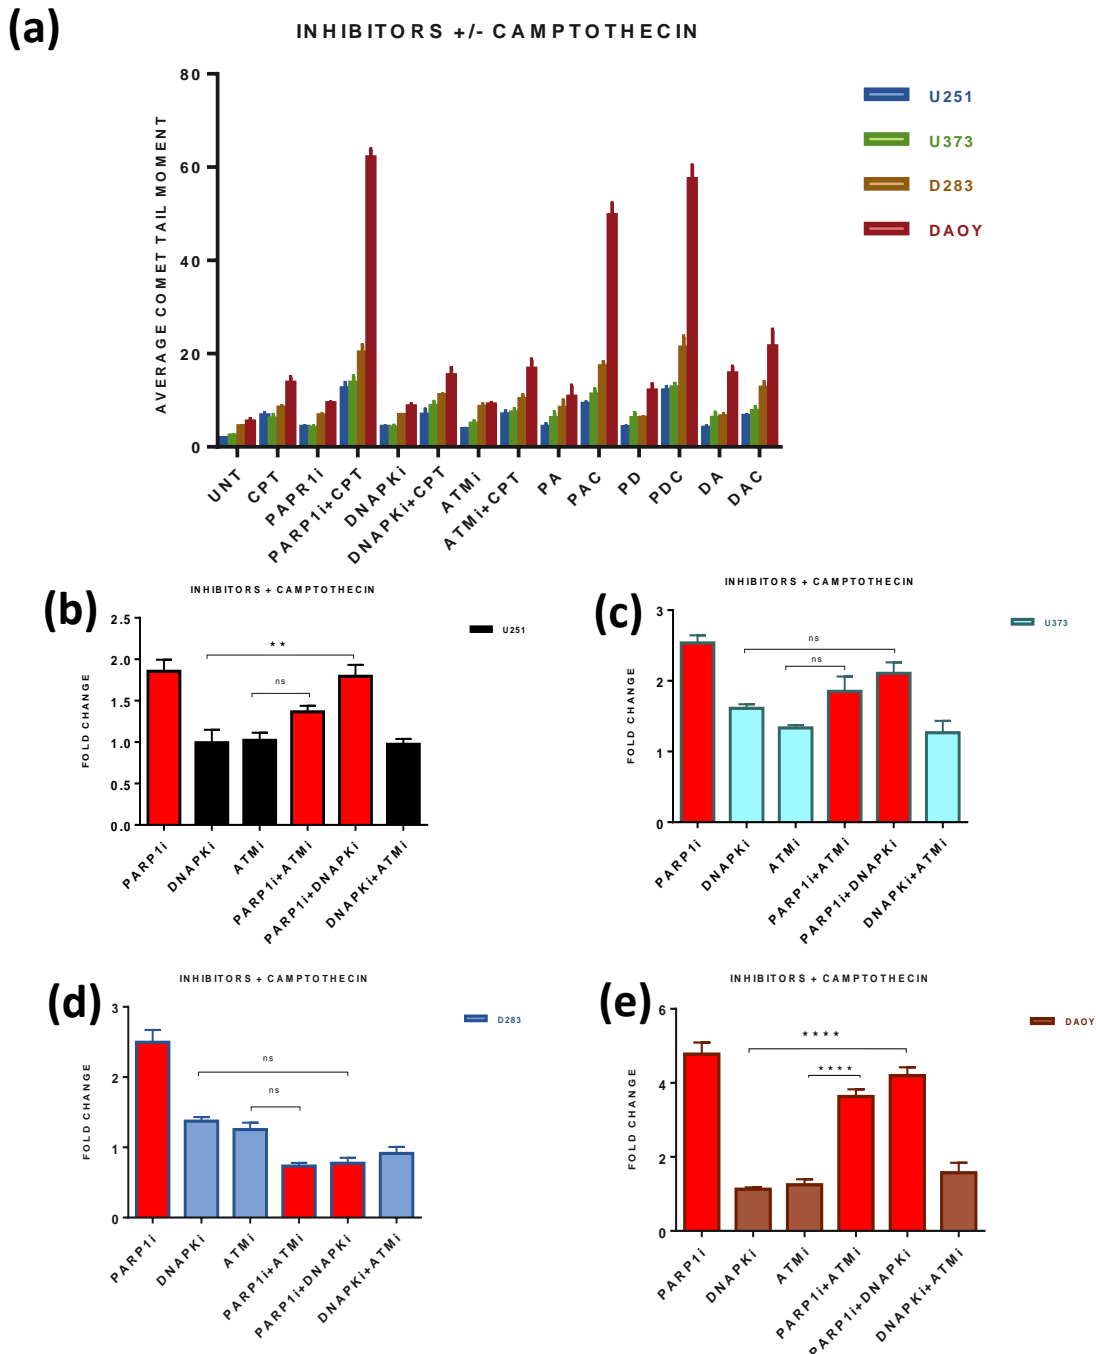 (a)
INHIBITORS +/- CAMPTOTHECIN
AVERAGE COMET TAIL MOMENT
80
60
40
20
0
UNT
CPT
PAPR1i
PARP1i+CPT
DNAPKi
DNAPKi+CPT
ATMi
ATMi+CPT
PA
PAC
PD
PDC
DA
DAC
U251
U373
D283
DAOY
(b)
INHIBITORS + CAMPTOTHECIN
FOLD CHANGE
2.5
2.0
1.5
1.0
0.5
0.0
**
ns
U251
PARP1i
DNAPKi
ATMi
PARP1i+ATMi
PARP1i+DNAPKi
DNAPKi+ATMi
(c)
INHIBITORS + CAMPTOTHECIN
FOLD CHANGE
3
2
1
0
ns
ns
U373
PARP1i
DNAPKi
ATMi
PARP1i+ATMi
PARP1i+DNAPKi
DNAPKi+ATMi
(d)
INHIBITORS + CAMPTOTHECIN
FOLD CHANGE
3
2
1
0
ns
ns
D283
PARP1i
DNAPKi
ATMi
PARP1i+ATMi
PARP1i+DNAPKi
DNAPKi+ATMi
(e)
INHIBITORS + CAMPTOTHECIN
FOLD CHANGE
6
4
2
0
****
****
DAOY
PARP1i
DNAPKi
ATMi
PARP1i+ATMi
PARP1i+DNAPKi
DNAPKi+ATMi